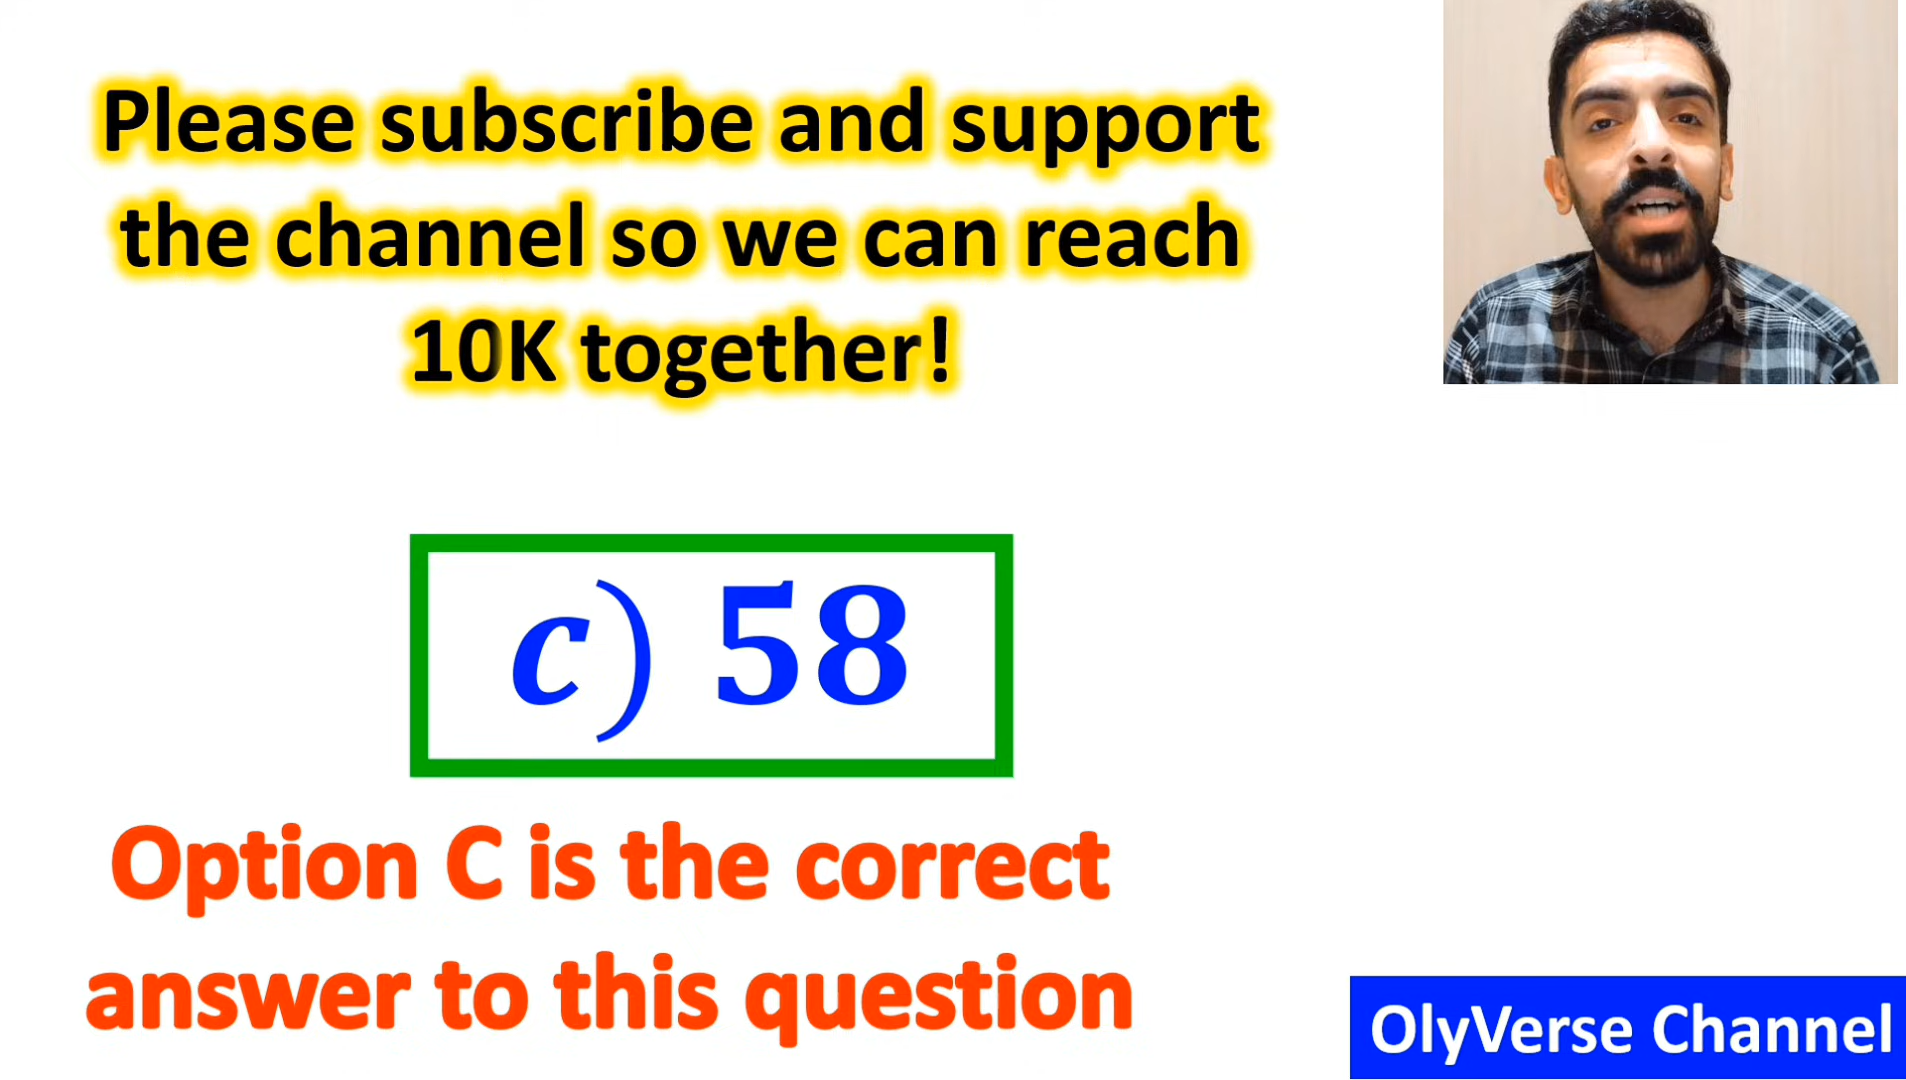 Please subscribe and support
the channel so we can reach
10K together!
c) 58
Option C is the correct
answer to this question
OlyVerse Channel